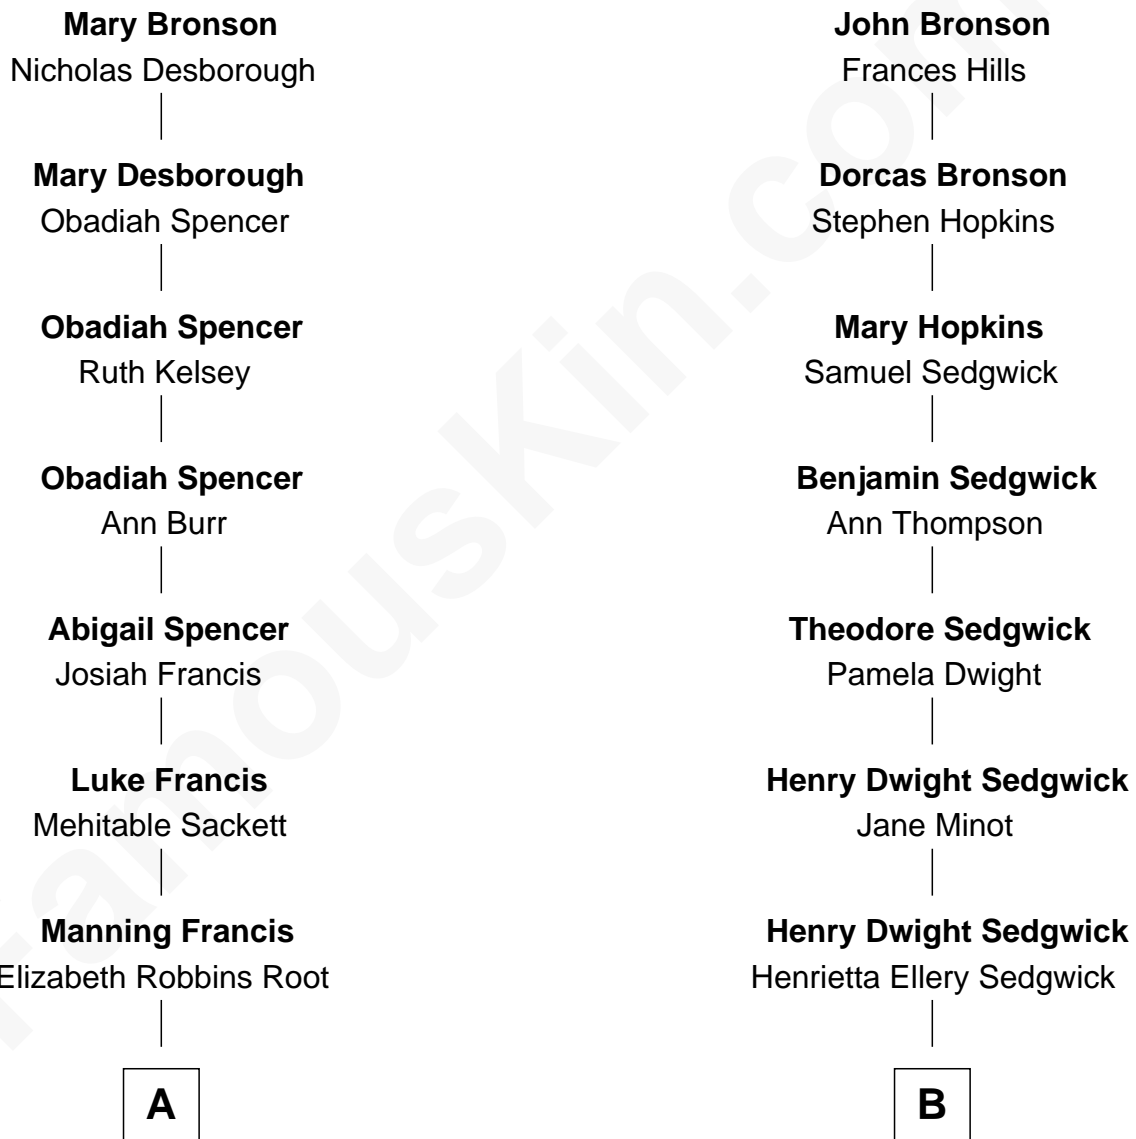 Mary Bronson
Nicholas Desborough
Mary Desborough
Obadiah Spencer
Obadiah Spencer
Ruth Kelsey
Obadiah Spencer
Ann Burr
Abigail Spencer
Josiah Francis
Luke Francis
Mehitable Sackett
Manning Francis
Elizabeth Robbins Root
A
John Bronson
Frances Hills
Dorcas Bronson
Stephen Hopkins
Mary Hopkins
Samuel Sedgwick
Benjamin Sedgwick
Ann Thompson
Theodore Sedgwick
Pamela Dwight
Henry Dwight Sedgwick
Jane Minot
Henry Dwight Sedgwick
Henrietta Ellery Sedgwick
B
FamousKin.com